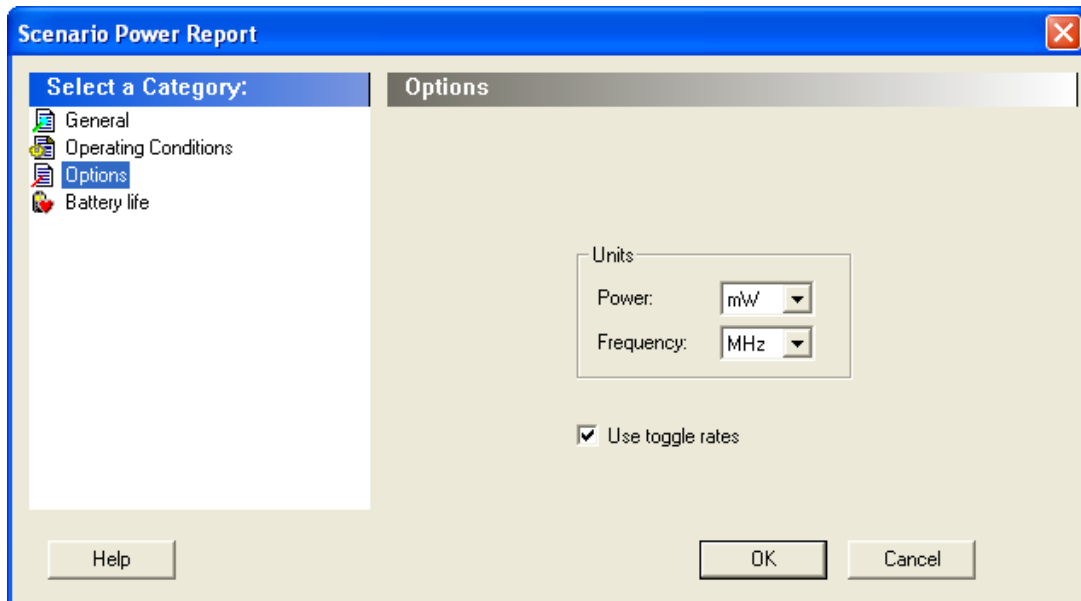 Scenario Power Report
Select a Category:
General
Operating Conditions
Options
Battery life
Options
Units
Power: mW
Frequency: MHz
Use toggle rates
Help
OK
Cancel